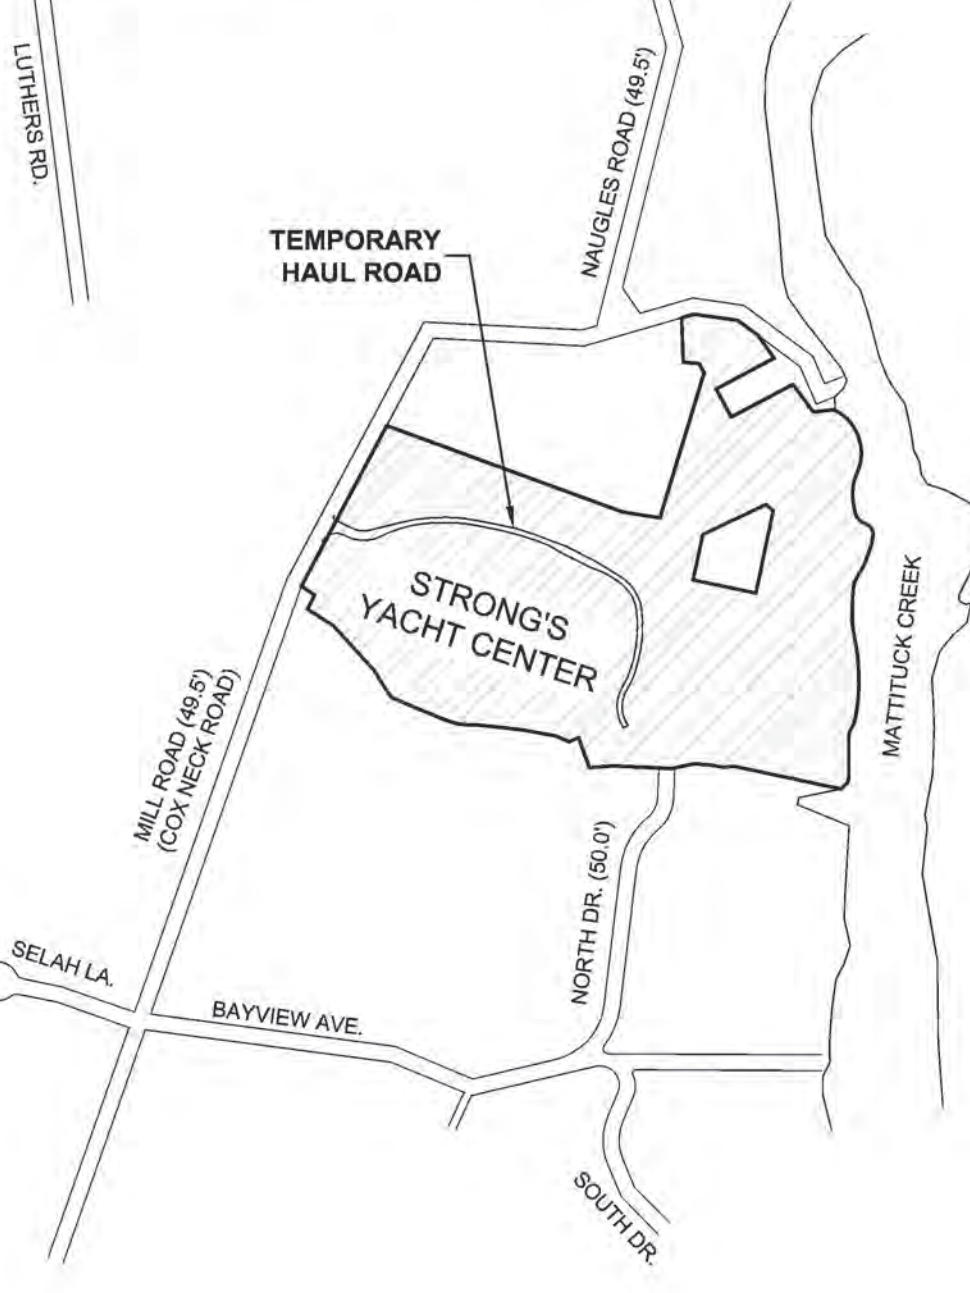 LUTHERS RD.
NAUGLES ROAD (49.5')
TEMPORARY
HAUL ROAD
STRONG'S
YACHT CENTER
MATTITUCK CREEK
MILL ROAD (49.5')
(COX NECK ROAD)
NORTH DR. (50.0')
SELAH LA.
BAYVIEW AVE.
SOUTH DR.